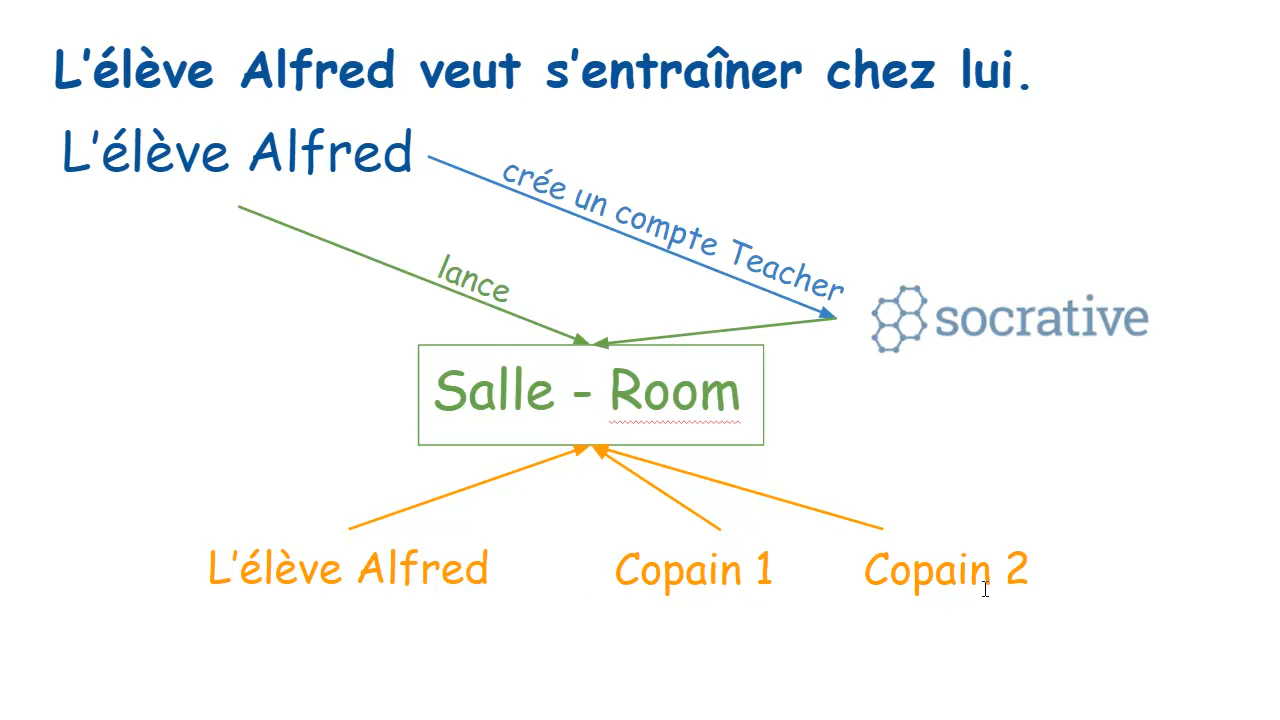 L'élève Alfred veut s'entraîner chez lui.
L'élève Alfred
crée un compte Teacher
lance
socrative
Salle - Room
L'élève Alfred
Copain 1
Copain 2